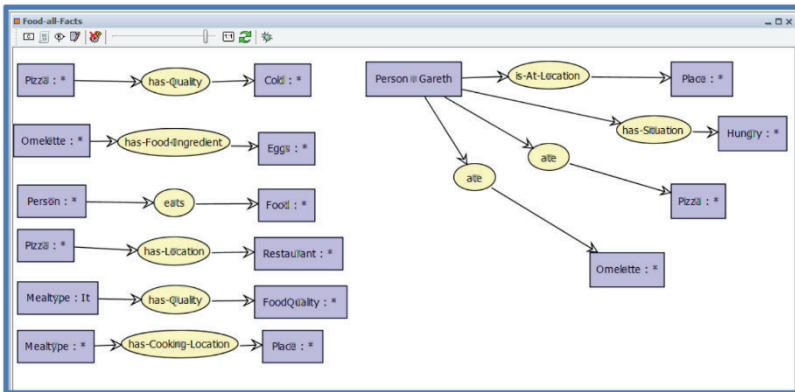 Food-all-Facts
Pizza : * has-Quality Cold : *
Omelette : * has-Food-Ingredient Eggs : *
Person : * eats Food : *
Pizza : * has-Location Restaurant : *
Mealtype : It has-Quality FoodQuality : *
Mealtype : * has-Cooking-Location Place : *
Person : Gareth is-At-Location Place : *
has-Situation Hungry : *
ate Pizza : *
ate Omelette : *